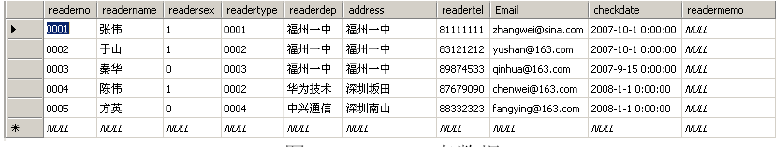 readerno readername readersex readertype readerdep address readertel Email checkdate readermemo
0001 张伟 1 0001 福州一中 福州一中 81111111 zhangwei@sina.com 2007-10-1 0:00:00 NULL
0002 于山 1 0002 福州一中 福州一中 63121212 yushan@163.com 2007-10-1 0:00:00 NULL
0003 秦华 0 0003 福州一中 福州一中 89874533 qinhua@163.com 2007-9-15 0:00:00 NULL
0004 陈伟 1 0002 华为技术 深圳坂田 87679090 chenwei@163.com 2008-1-1 0:00:00 NULL
0005 方英 0 0004 中兴通信 深圳南山 88332323 fangying@163.com 2008-1-1 0:00:00 NULL
NULL NULL NULL NULL NULL NULL NULL NULL NULL NULL